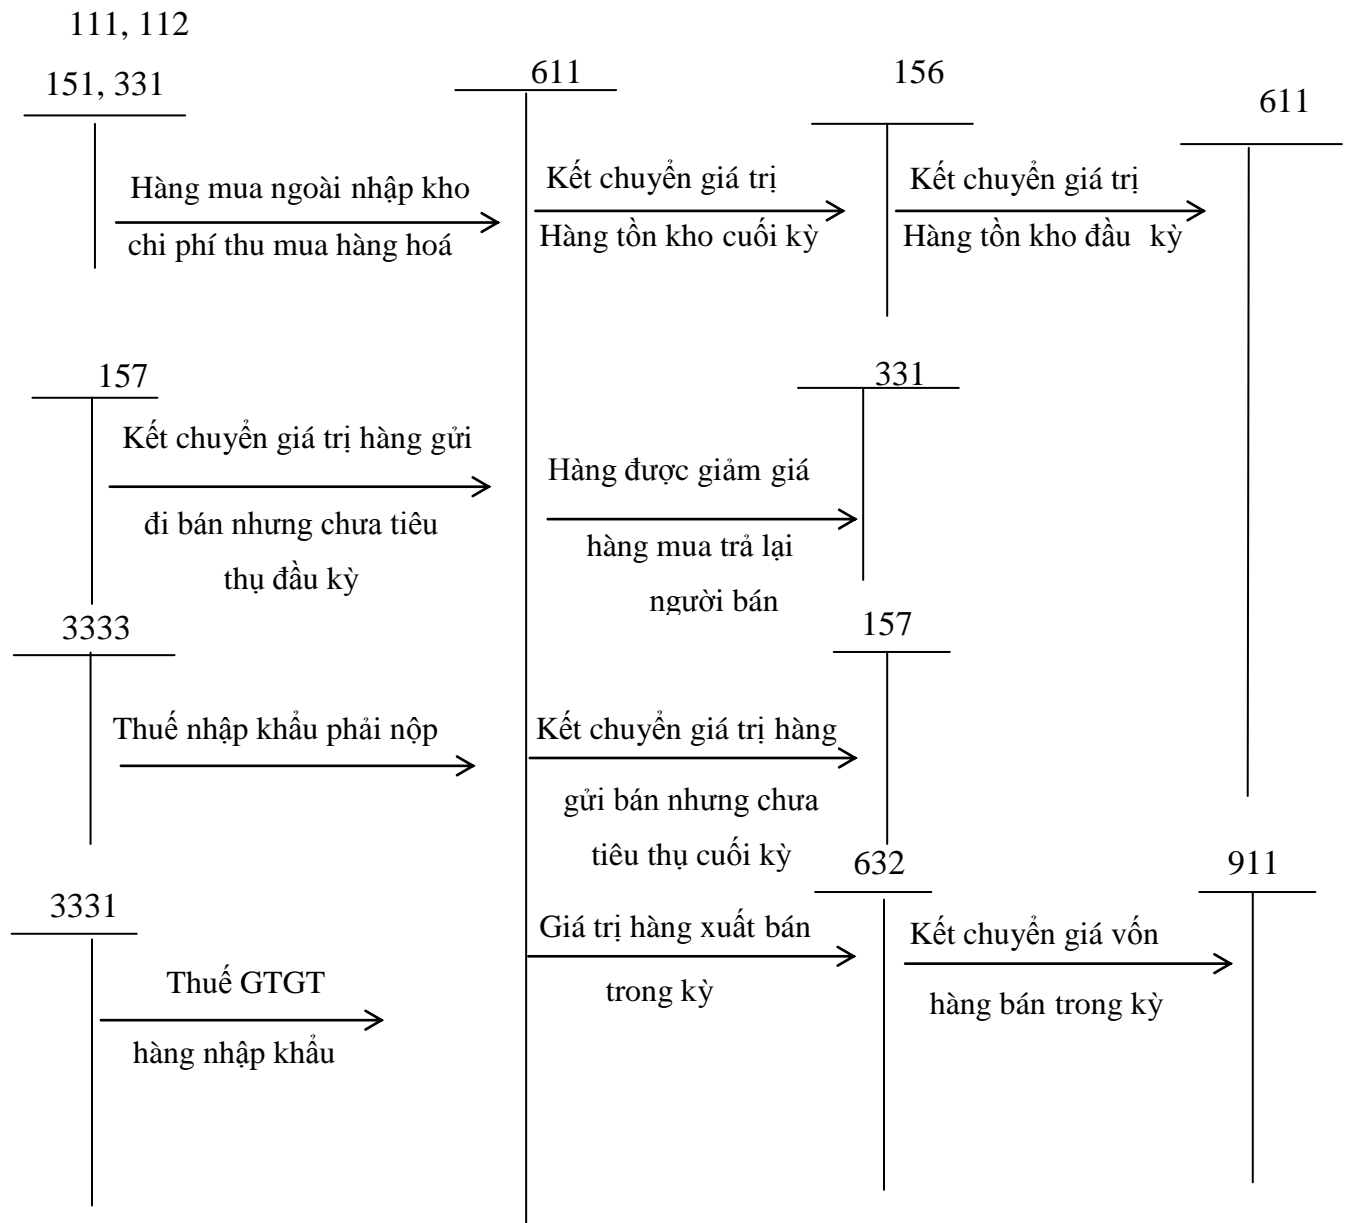 111, 112
151, 331
611
156
611
Hàng mua ngoài nhập kho
chi phí thu mua hàng hoá
Kết chuyển giá trị
Hàng tồn kho cuối kỳ
Kết chuyển giá trị
Hàng tồn kho đầu kỳ
157
Kết chuyển giá trị hàng gửi
đi bán nhưng chưa tiêu
thụ đầu kỳ
331
Hàng được giảm giá
hàng mua trả lại
người bán
3333
Thuế nhập khẩu phải nộp
157
Kết chuyển giá trị hàng
gửi bán nhưng chưa
tiêu thụ cuối kỳ
3331
Thuế GTGT
hàng nhập khẩu
632
Giá trị hàng xuất bán
trong kỳ
911
Kết chuyển giá vốn
hàng bán trong kỳ